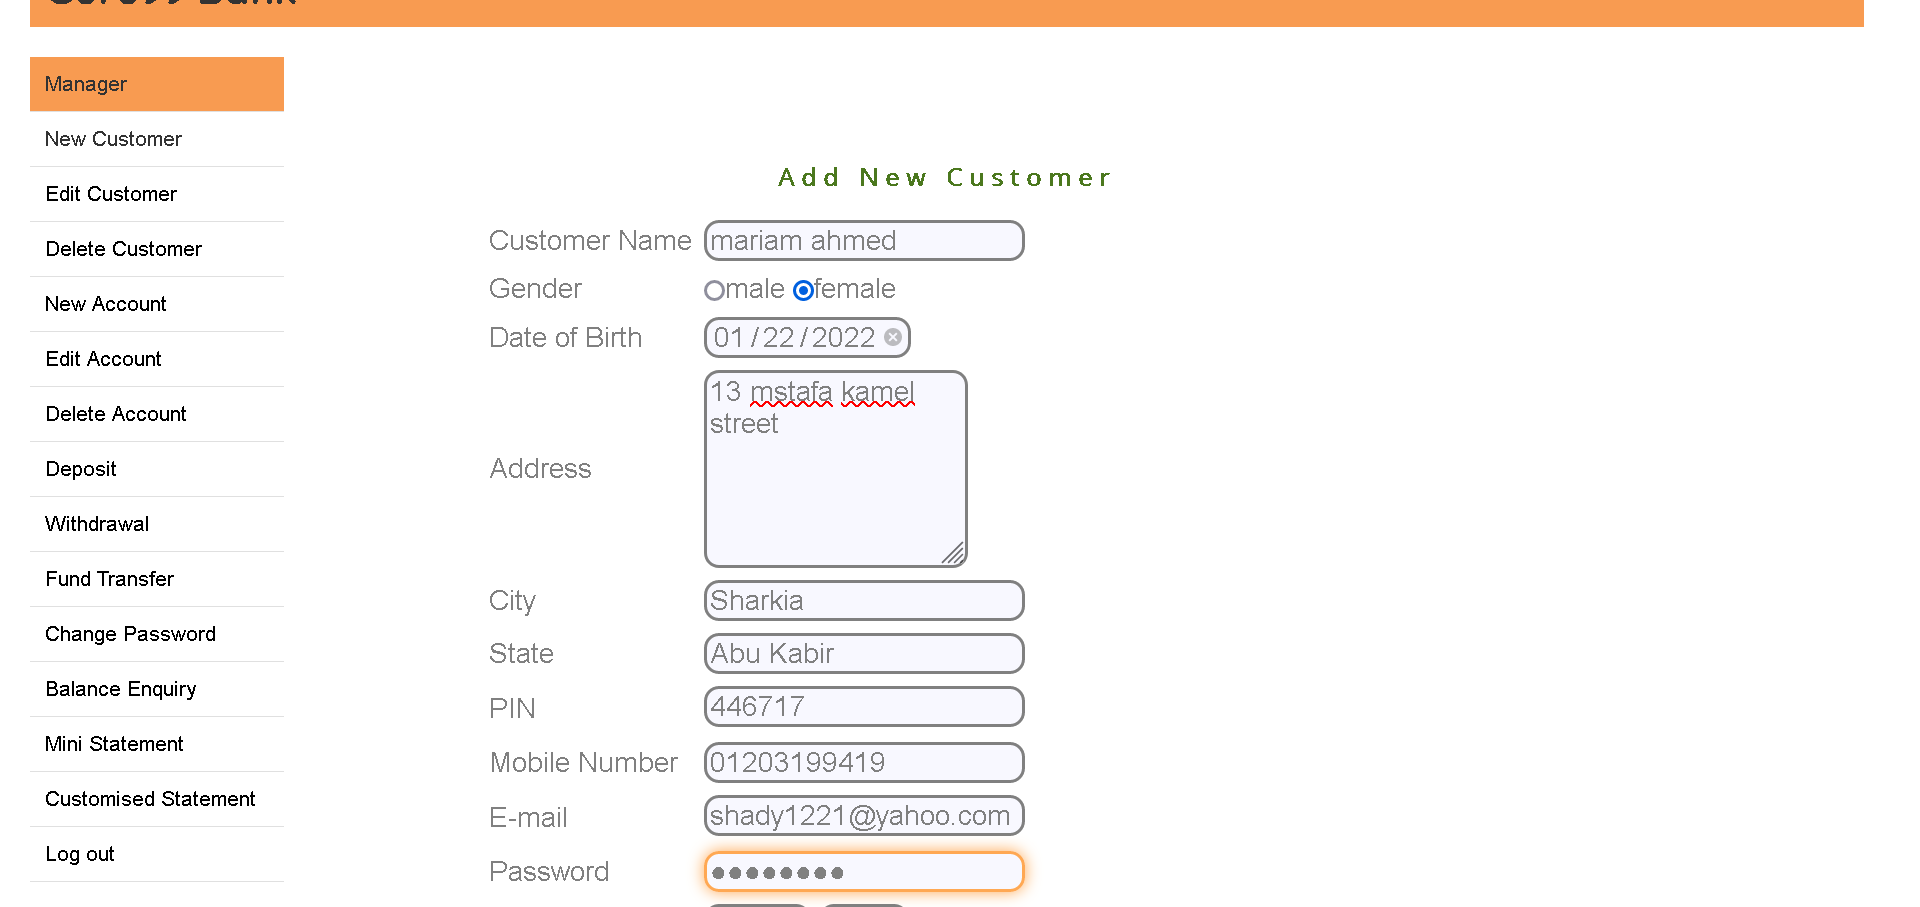 Manager
New Customer
Edit Customer
Delete Customer
New Account
Edit Account
Delete Account
Deposit
Withdrawal
Fund Transfer
Change Password
Balance Enquiry
Mini Statement
Customised Statement
Log out
Add New Customer
Customer Name mariam ahmed
Gender male female
Date of Birth 01/22/2022
Address 13 mstafa kamel
street
City Sharkia
State Abu Kabir
PIN 446717
Mobile Number 01203199419
E-mail shady1221@yahoo.com
Password ••••••••